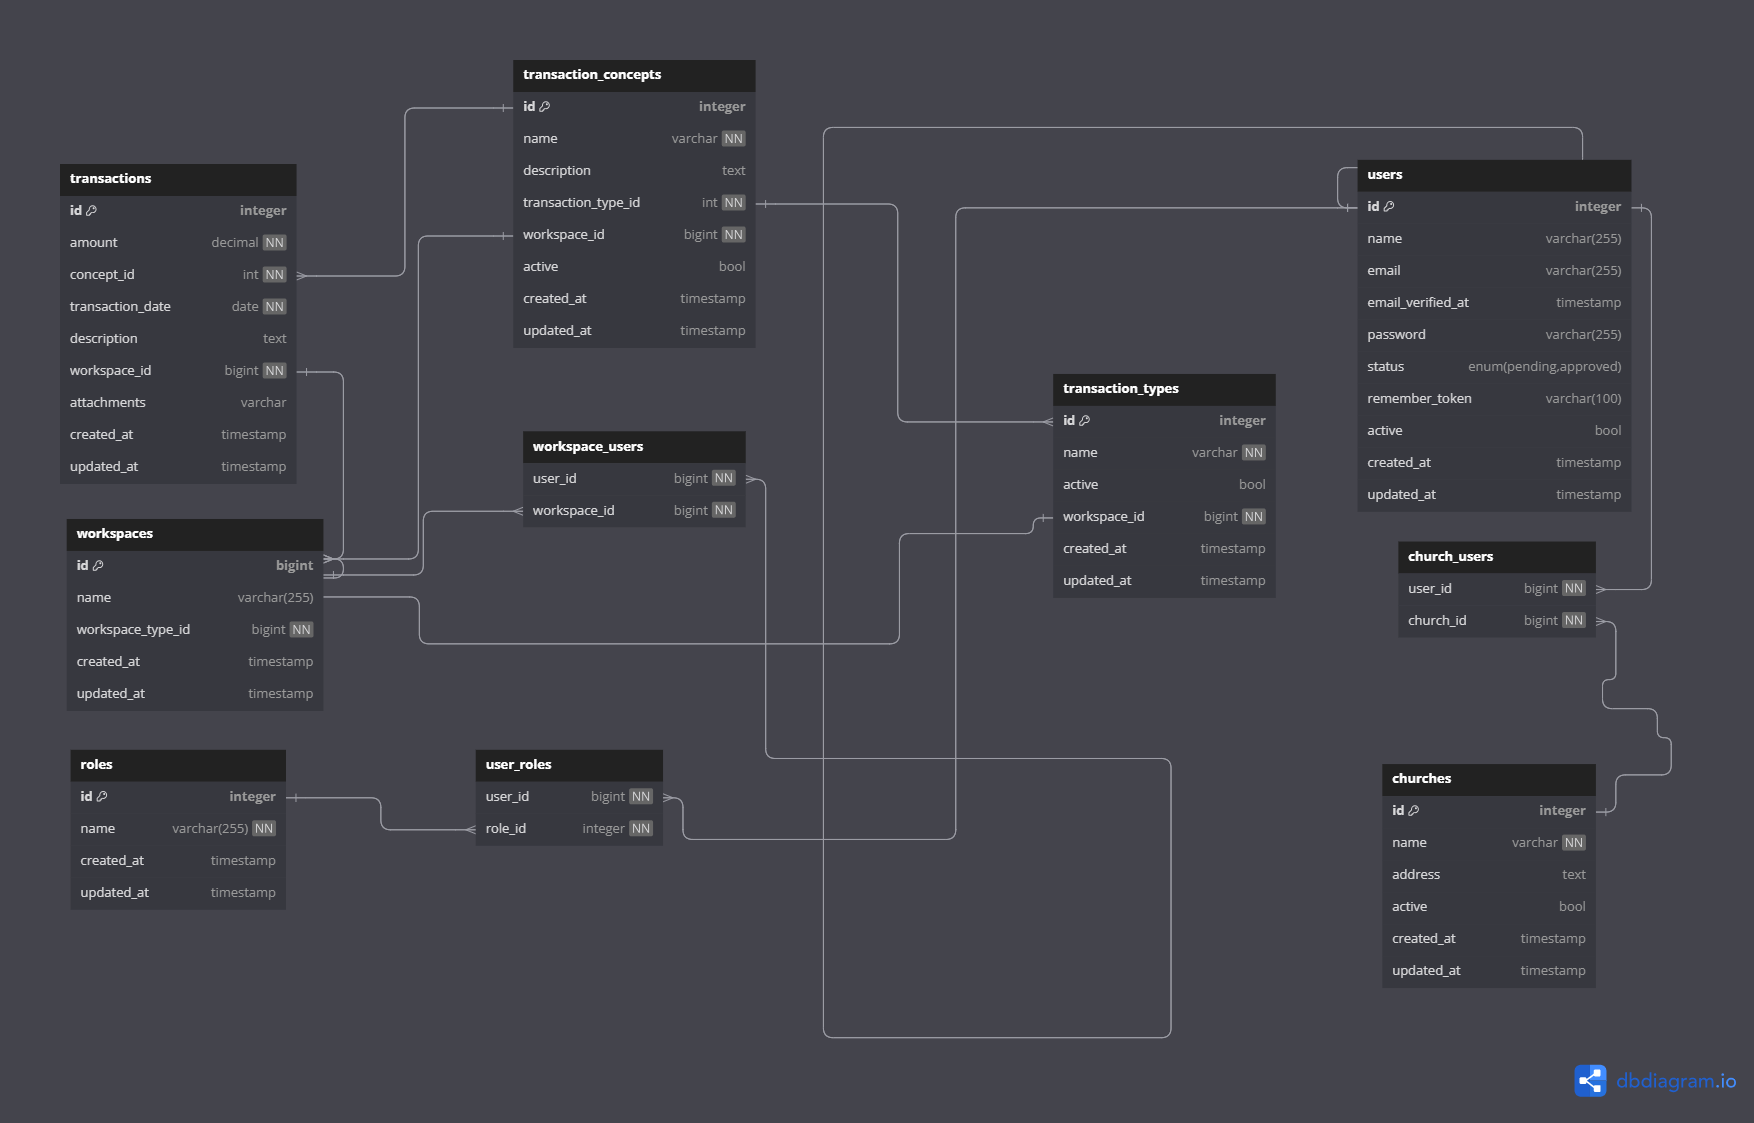 transaction_concepts
id integer
name varchar NN
description text
transaction_type_id int NN
workspace_id bigint NN
active bool
created_at timestamp
updated_at timestamp
transactions
id integer
amount decimal NN
concept_id int NN
transaction_date date NN
description text
workspace_id bigint NN
attachments varchar
created_at timestamp
updated_at timestamp
users
id integer
name varchar(255)
email varchar(255)
email_verified_at timestamp
password varchar(255)
status enum(pending,approved)
remember_token varchar(100)
active bool
created_at timestamp
updated_at timestamp
transaction_types
id integer
name varchar NN
active bool
workspace_id bigint NN
created_at timestamp
updated_at timestamp
workspace_users
user_id bigint NN
workspace_id bigint NN
workspaces
id bigint
name varchar(255)
workspace_type_id bigint NN
created_at timestamp
updated_at timestamp
church_users
user_id bigint NN
church_id bigint NN
roles
id integer
name varchar(255) NN
created_at timestamp
updated_at timestamp
user_roles
user_id bigint NN
role_id integer NN
churches
id integer
name varchar NN
address text
active bool
created_at timestamp
updated_at timestamp
dbdiagram.io